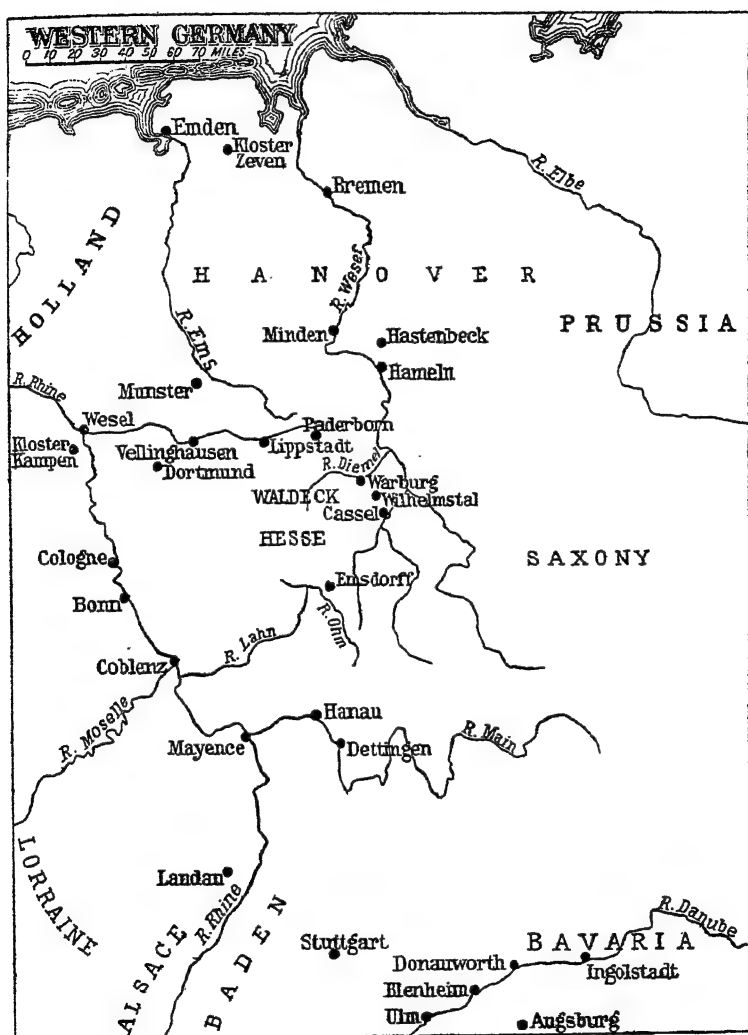 WESTERN GERMANY
0 10 20 30 40 50 60 70 MILES
Emden
Kloster
Zeven
Bremen
R. Elbe
HOLLAND
HANOVER
R. Weser
PRUSSIA
R. Ems
Minden
Hastenbeck
Hameln
R. Rhine
Munster
Wesel
Paderborn
Kloster
Kampen
Vellinghausen
Lippstadt
Dortmund
R. Diemel
Warburg
WALDECK
Wilhelmstal
Cassel
HESSE
SAXONY
Cologne
Emsdorff
Bonn
R. Ohm
R. Lahn
Coblenz
R. Moselle
Hanau
Mayence
Dettingen
R. Main
LORRAINE
Landau
R. Rhine
ALSACE
BADEN
Stuttgart
R. Danube
BAVARIA
Donauworth
Ingolstadt
Blenheim
Ulm
Augsburg